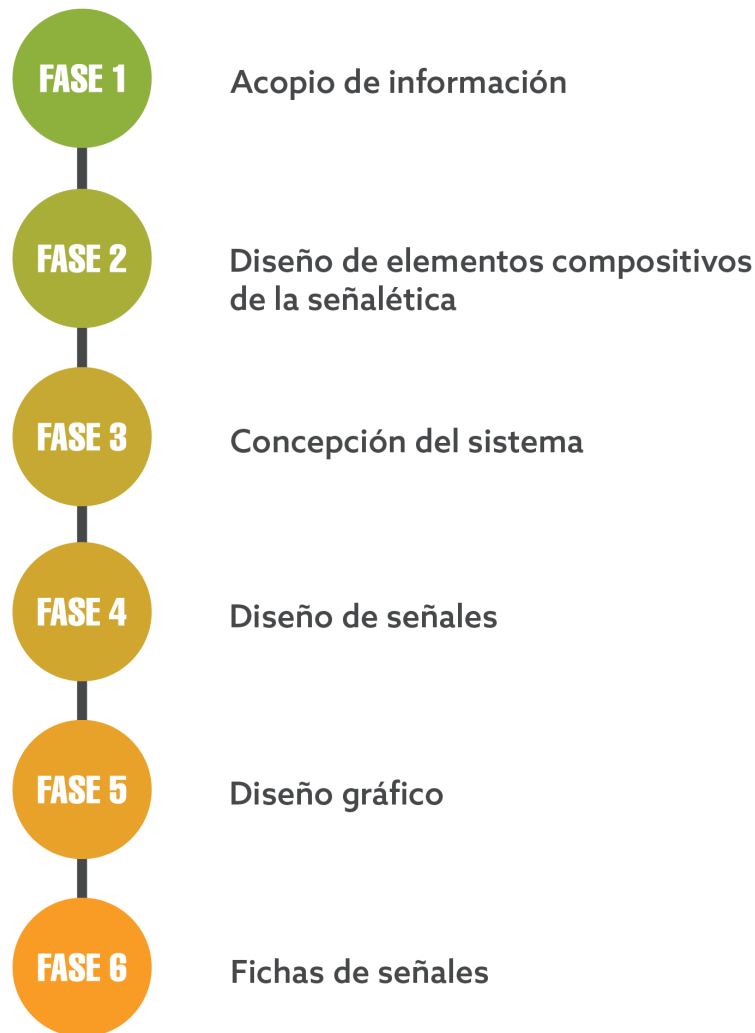 FASE 1
Acopio de información
FASE 2
Diseño de elementos compositivos
de la señalética
FASE 3
Concepción del sistema
FASE 4
Diseño de señales
FASE 5
Diseño gráfico
FASE 6
Fichas de señales